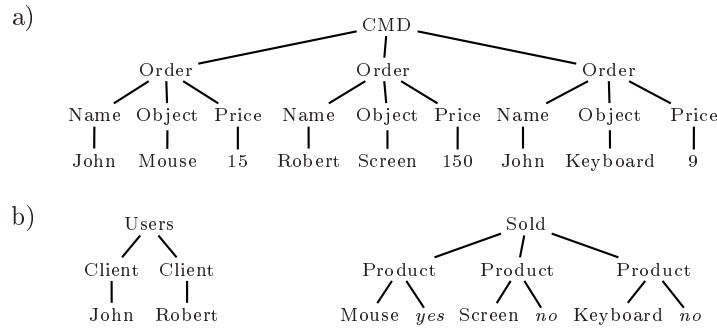 a)
CMD
Order Order Order
Name Object Price Name Object Price Name Object Price
John Mouse 15 Robert Screen 150 John Keyboard 9
b)
Users Sold
Client Client Product Product Product
John Robert Mouse yes Screen no Keyboard no